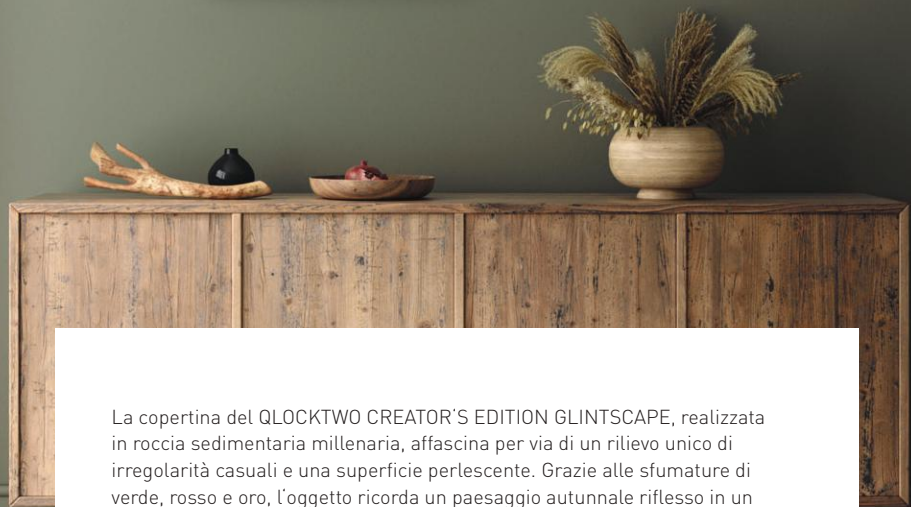 La copertina del QLOCKTWO CREATOR'S EDITION GLINTSCAPE, realizzata
in roccia sedimentaria millenaria, affascina per via di un rilievo unico di
irregolarità casuali e una superficie perlescente. Grazie alle sfumature di
verde, rosso e oro, l'oggetto ricorda un paesaggio autunnale riflesso in un